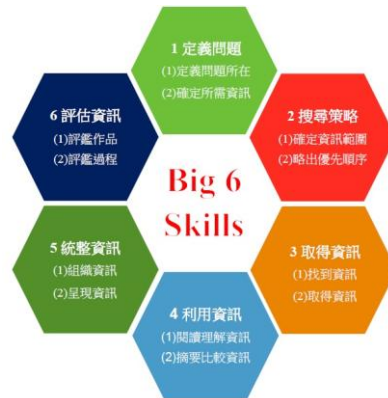 1 定義問題
(1)定義問題所在
(2)確定所需資訊
2 搜尋策略
(1)確定資訊範圍
(2)略出優先順序
3 取得資訊
(1)找到資訊
(2)取得資訊
4 利用資訊
(1)閱讀理解資訊
(2)摘要比較資訊
5 統整資訊
(1)組織資訊
(2)呈現資訊
6 評估資訊
(1)評鑑作品
(2)評鑑過程
Big 6
Skills